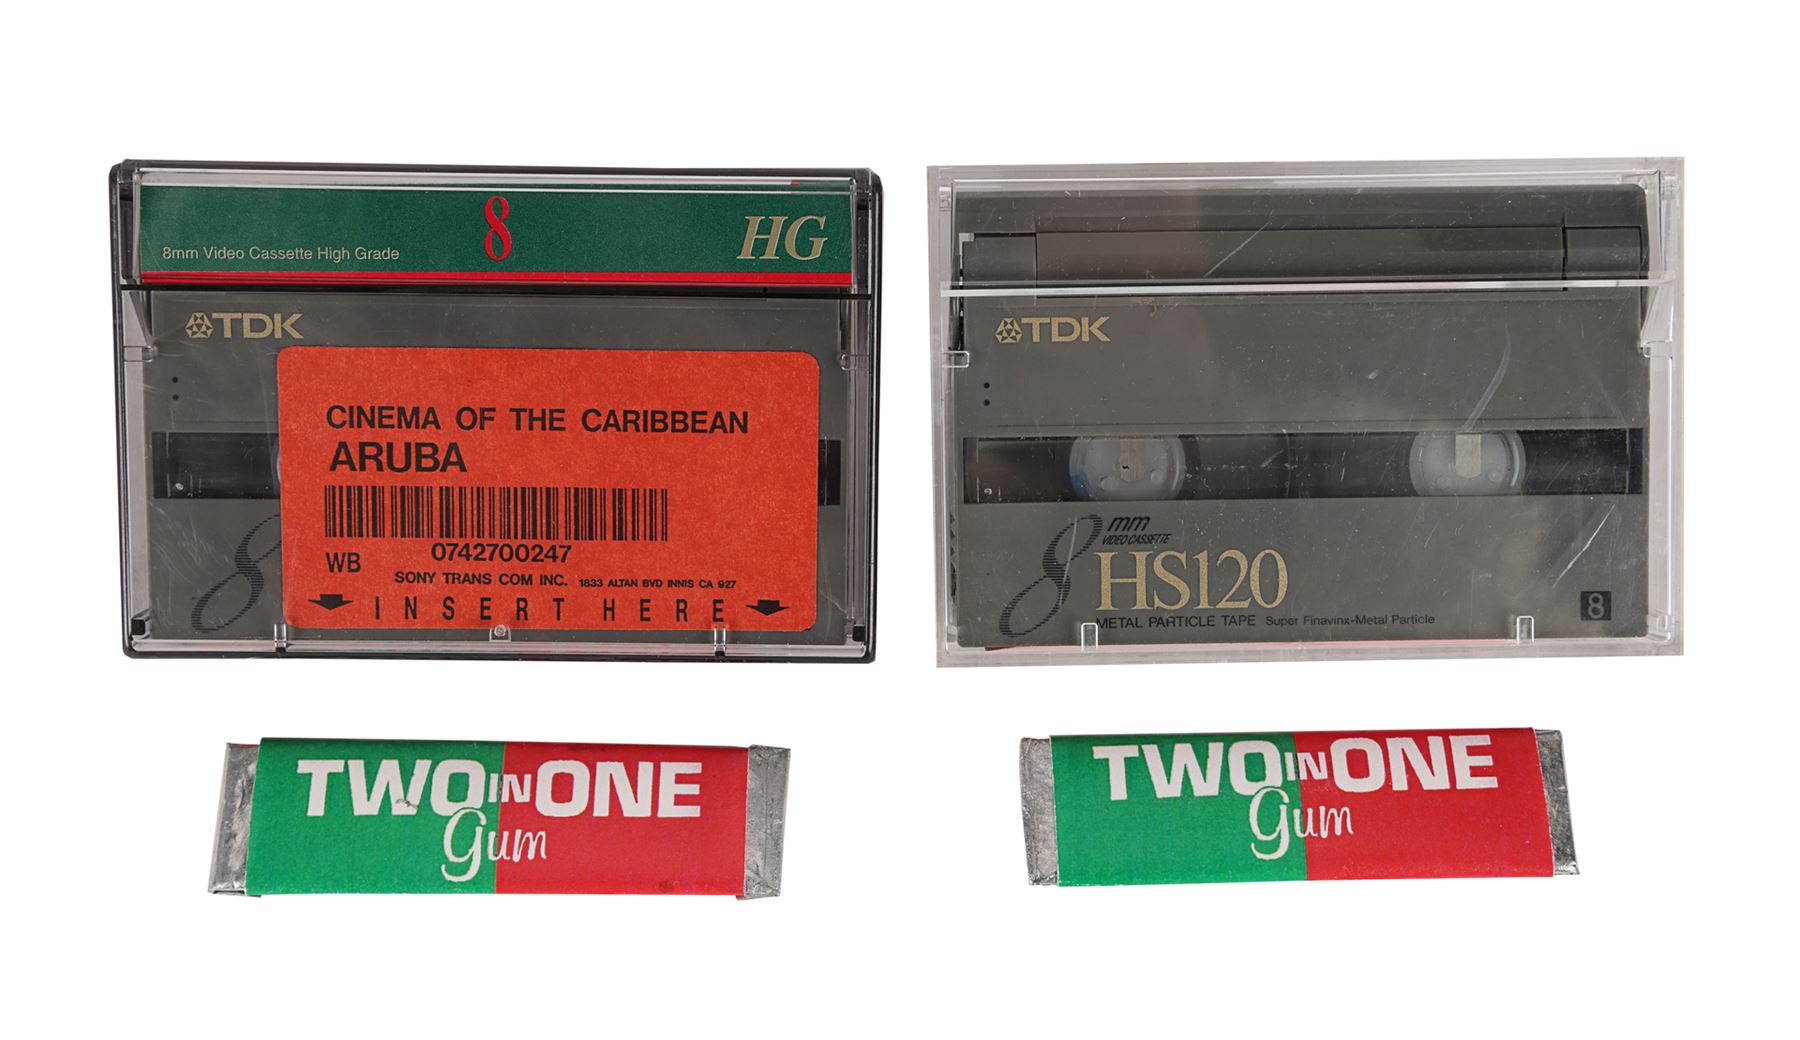 8
8mm Video Cassette High Grade
HG
TDK
CINEMA OF THE CARIBBEAN
ARUBA
0742700247
WB
SONY TRANS COM INC. 1833 ALTAN BVD INNIS CA 927
INSERT HERE
8
TDK
8 mm
VIDEO CASSETTE
HS120
METAL PARTICLE TAPE Super Finavinx-Metal Particle
8
TWO IN ONE
Gum
TWO IN ONE
Gum